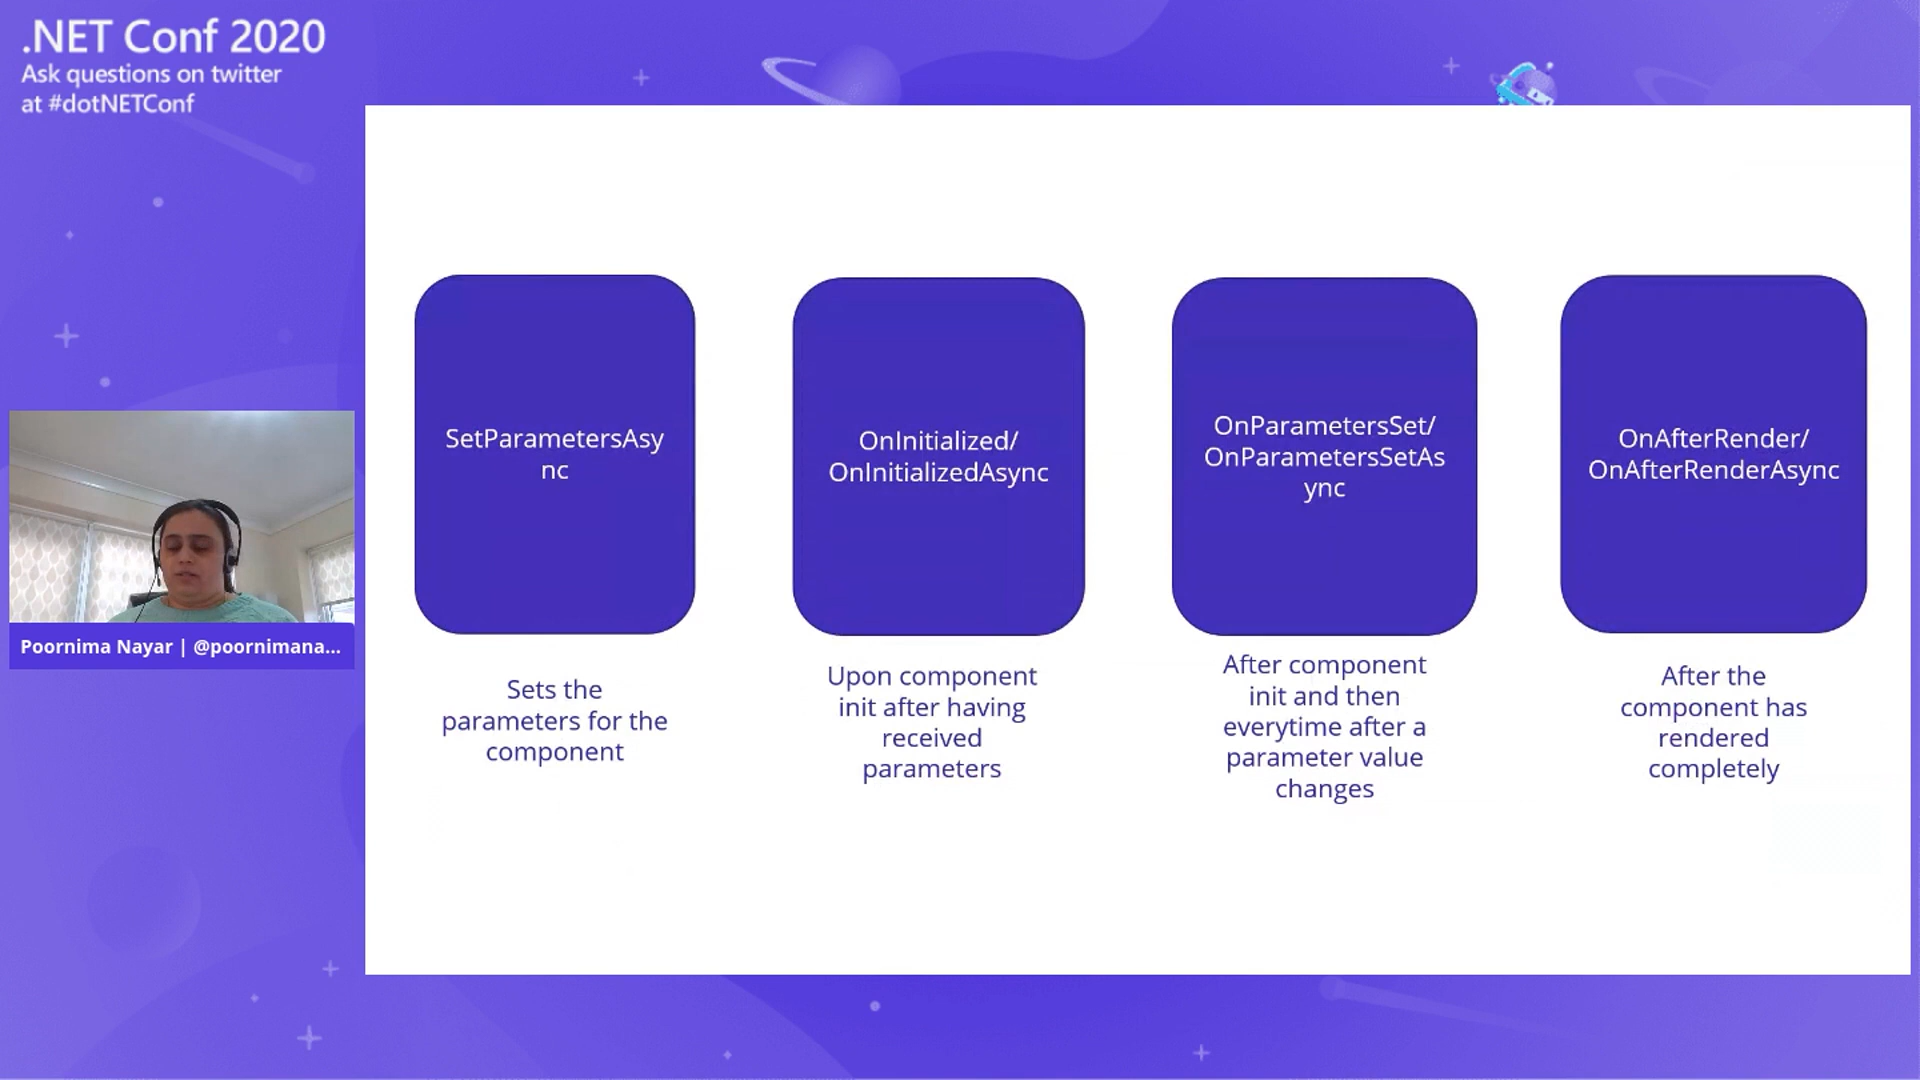 .NET Conf 2020
Ask questions on twitter
at #dotNETConf
SetParametersAsy
nc
Sets the
parameters for the
component
OnInitialized/
OnInitializedAsync
Upon component
init after having
received
parameters
OnParametersSet/
OnParametersSetAs
ync
After component
init and then
everytime after a
parameter value
changes
OnAfterRender/
OnAfterRenderAsync
After the
component has
rendered
completely
Poornima Nayar | @poornimana...